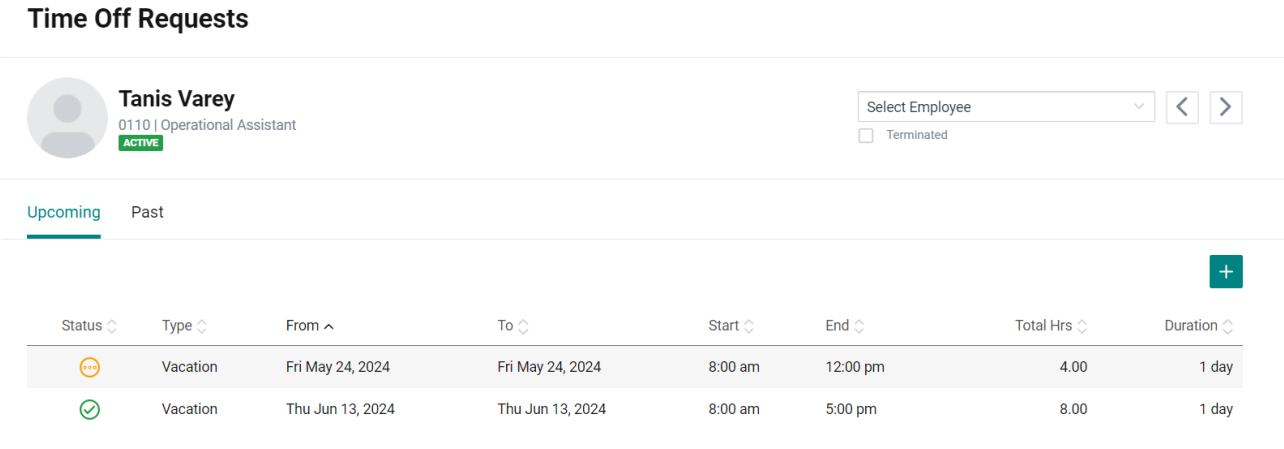 Time Off Requests
Tanis Varey
0110 | Operational Assistant
ACTIVE
Select Employee
Terminated
Upcoming Past
Status Type From To Start End Total Hrs Duration
Vacation Fri May 24, 2024 Fri May 24, 2024 8:00 am 12:00 pm 4.00 1 day
Vacation Thu Jun 13, 2024 Thu Jun 13, 2024 8:00 am 5:00 pm 8.00 1 day